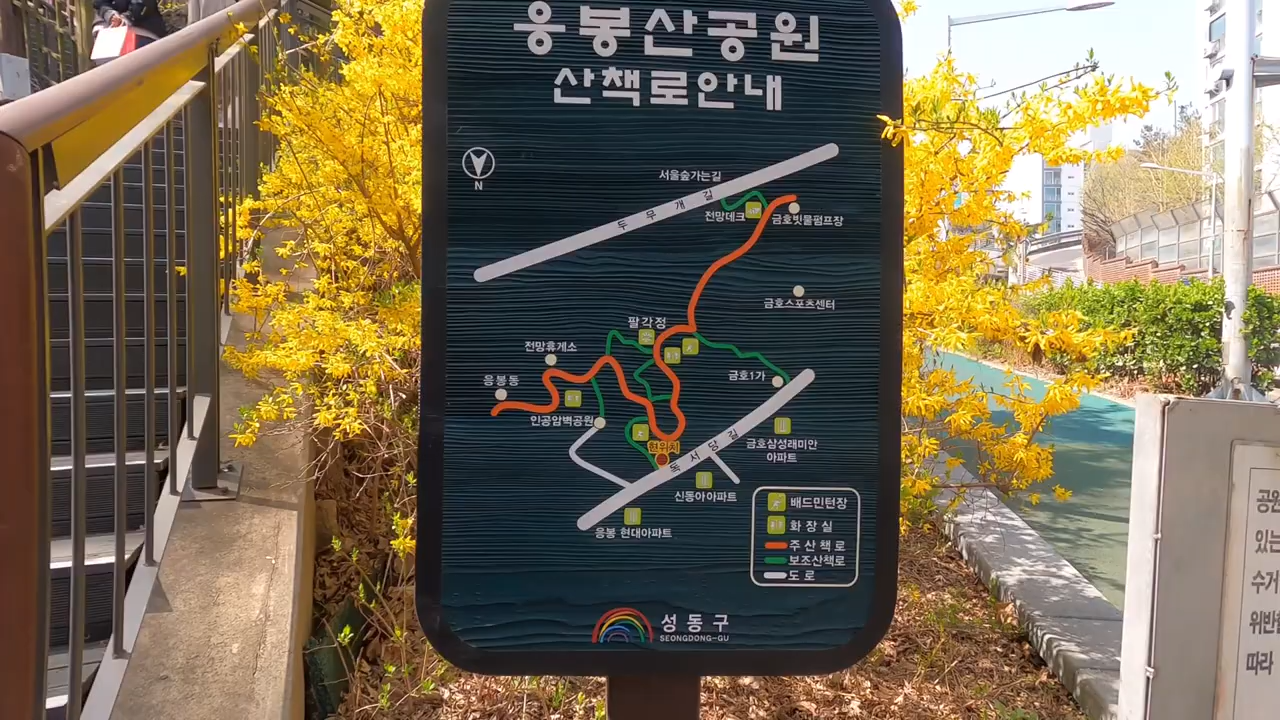 응봉산공원
산책로안내
N
서울숲가는길
두무개길
전망데크
금호빗물펌프장
금호스포츠센터
팔각정
전망휴게소
금호1가
응봉동
인공암벽공원
현위치
독서당길
금호삼성래미안
아파트
신동아아파트
응봉 현대아파트
배드민턴장
화장실
주산책로
보조산책로
도로
성동구
SEONGDONG-GU
공원
있는
수거
위반
따라